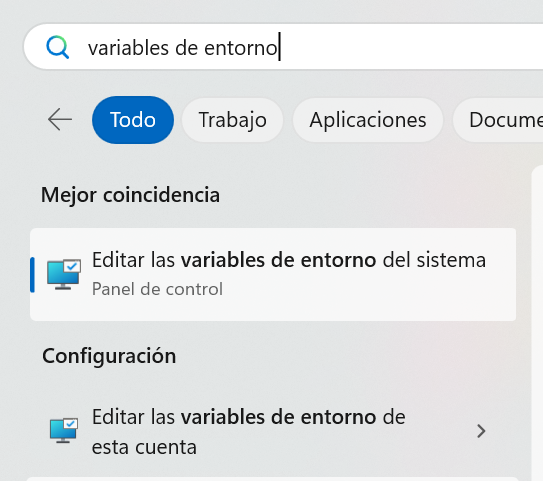 variables de entorno
Todo Trabajo Aplicaciones Docume
Mejor coincidencia
Editar las variables de entorno del sistema
Panel de control
Configuración
Editar las variables de entorno de
esta cuenta